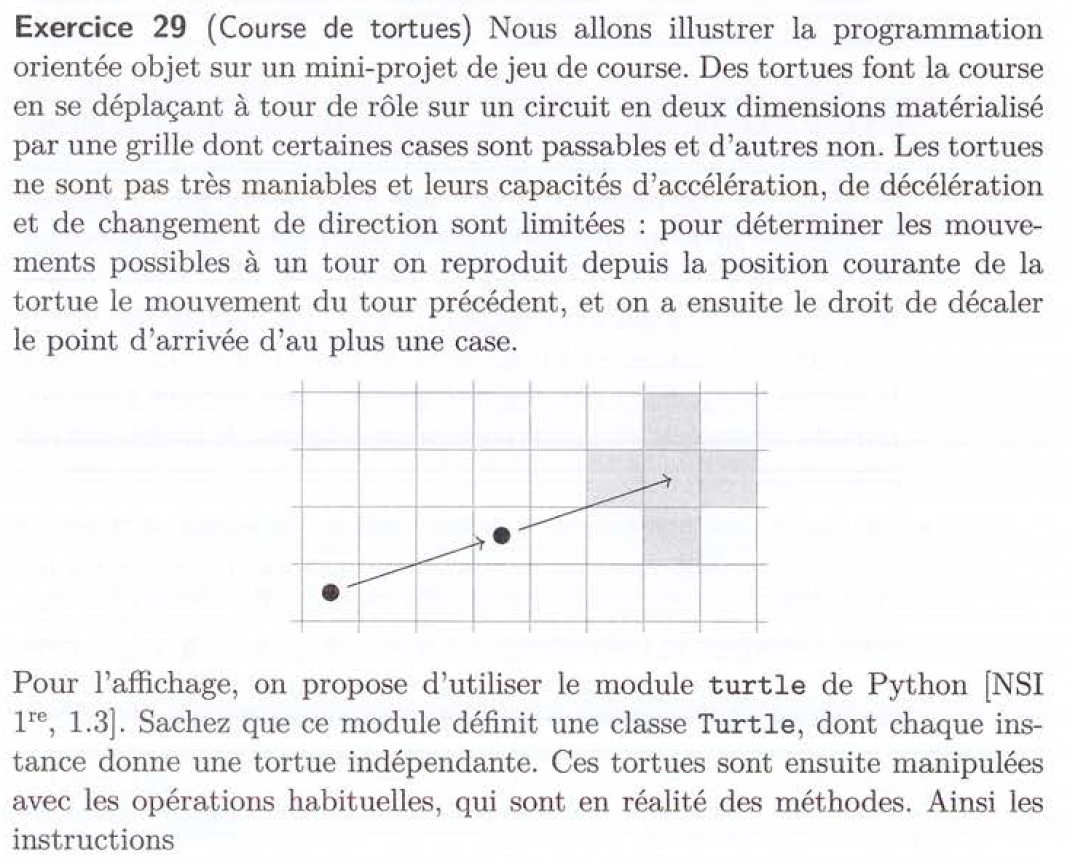 Exercice 29 (Course de tortues) Nous allons illustrer la programmation
orientée objet sur un mini-projet de jeu de course. Des tortues font la course
en se déplaçant à tour de rôle sur un circuit en deux dimensions matérialisé
par une grille dont certaines cases sont passables et d'autres non. Les tortues
ne sont pas très maniables et leurs capacités d'accélération, de décélération
et de changement de direction sont limitées : pour déterminer les mouve-
ments possibles à un tour on reproduit depuis la position courante de la
tortue le mouvement du tour précédent, et on a ensuite le droit de décaler
le point d'arrivée d'au plus une case.
Pour l'affichage, on propose d'utiliser le module turtle de Python [NSI
1re, 1.3]. Sachez que ce module définit une classe Turtle, dont chaque ins-
tance donne une tortue indépendante. Ces tortues sont ensuite manipulées
avec les opérations habituelles, qui sont en réalité des méthodes. Ainsi les
instructions